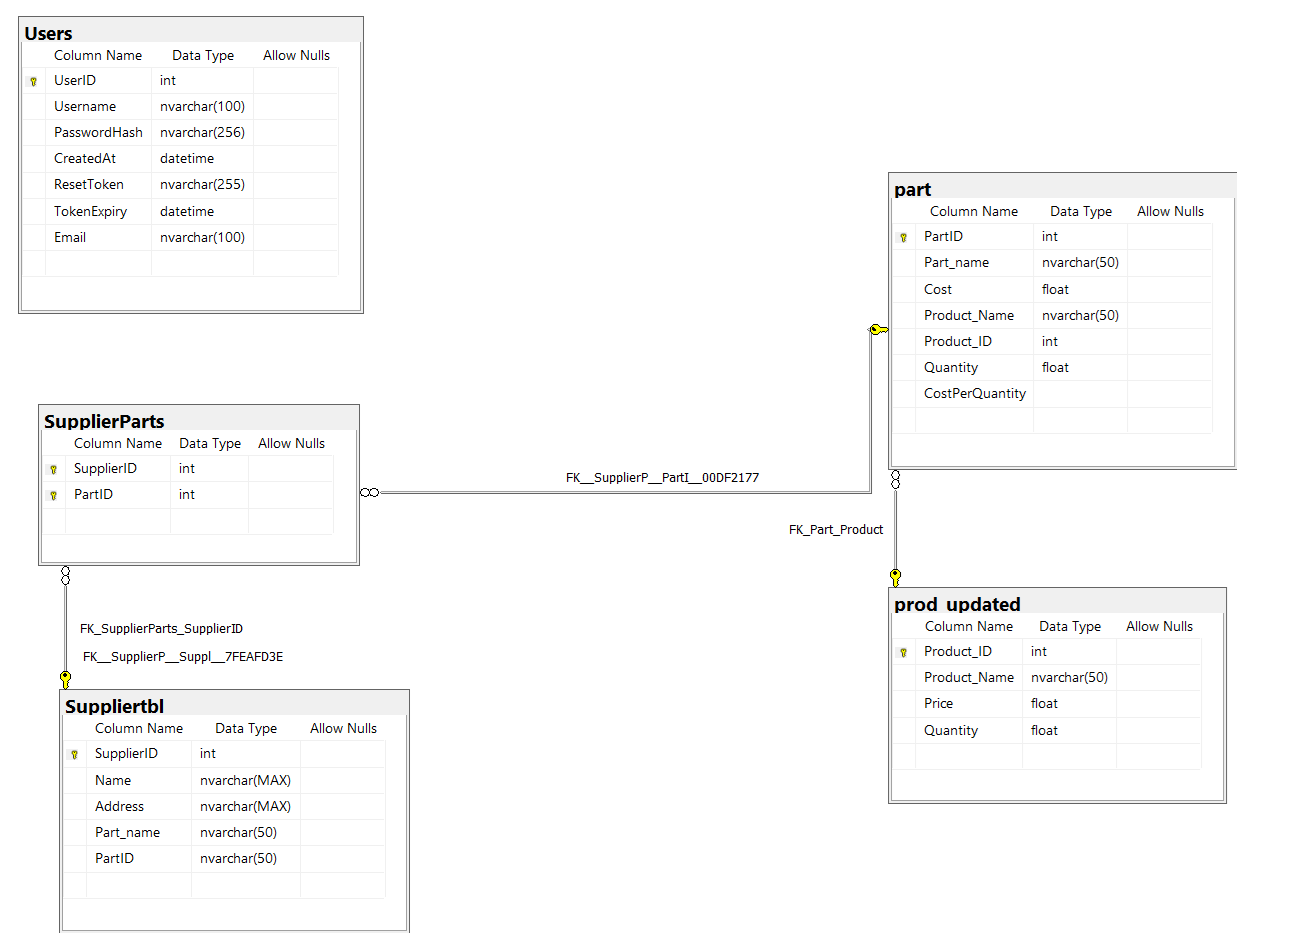 Users
Column Name Data Type Allow Nulls
UserID int
Username nvarchar(100)
PasswordHash nvarchar(256)
CreatedAt datetime
ResetToken nvarchar(255)
TokenExpiry datetime
Email nvarchar(100)
part
Column Name Data Type Allow Nulls
PartID int
Part_name nvarchar(50)
Cost float
Product_Name nvarchar(50)
Product_ID int
Quantity float
CostPerQuantity
SupplierParts
Column Name Data Type Allow Nulls
SupplierID int
PartID int
FK__SupplierP__PartI__00DF2177
FK_Part_Product
FK_SupplierParts_SupplierID
FK__SupplierP__Suppl__7FEAFD3E
prod_updated
Column Name Data Type Allow Nulls
Product_ID int
Product_Name nvarchar(50)
Price float
Quantity float
Suppliertbl
Column Name Data Type Allow Nulls
SupplierID int
Name nvarchar(MAX)
Address nvarchar(MAX)
Part_name nvarchar(50)
PartID nvarchar(50)